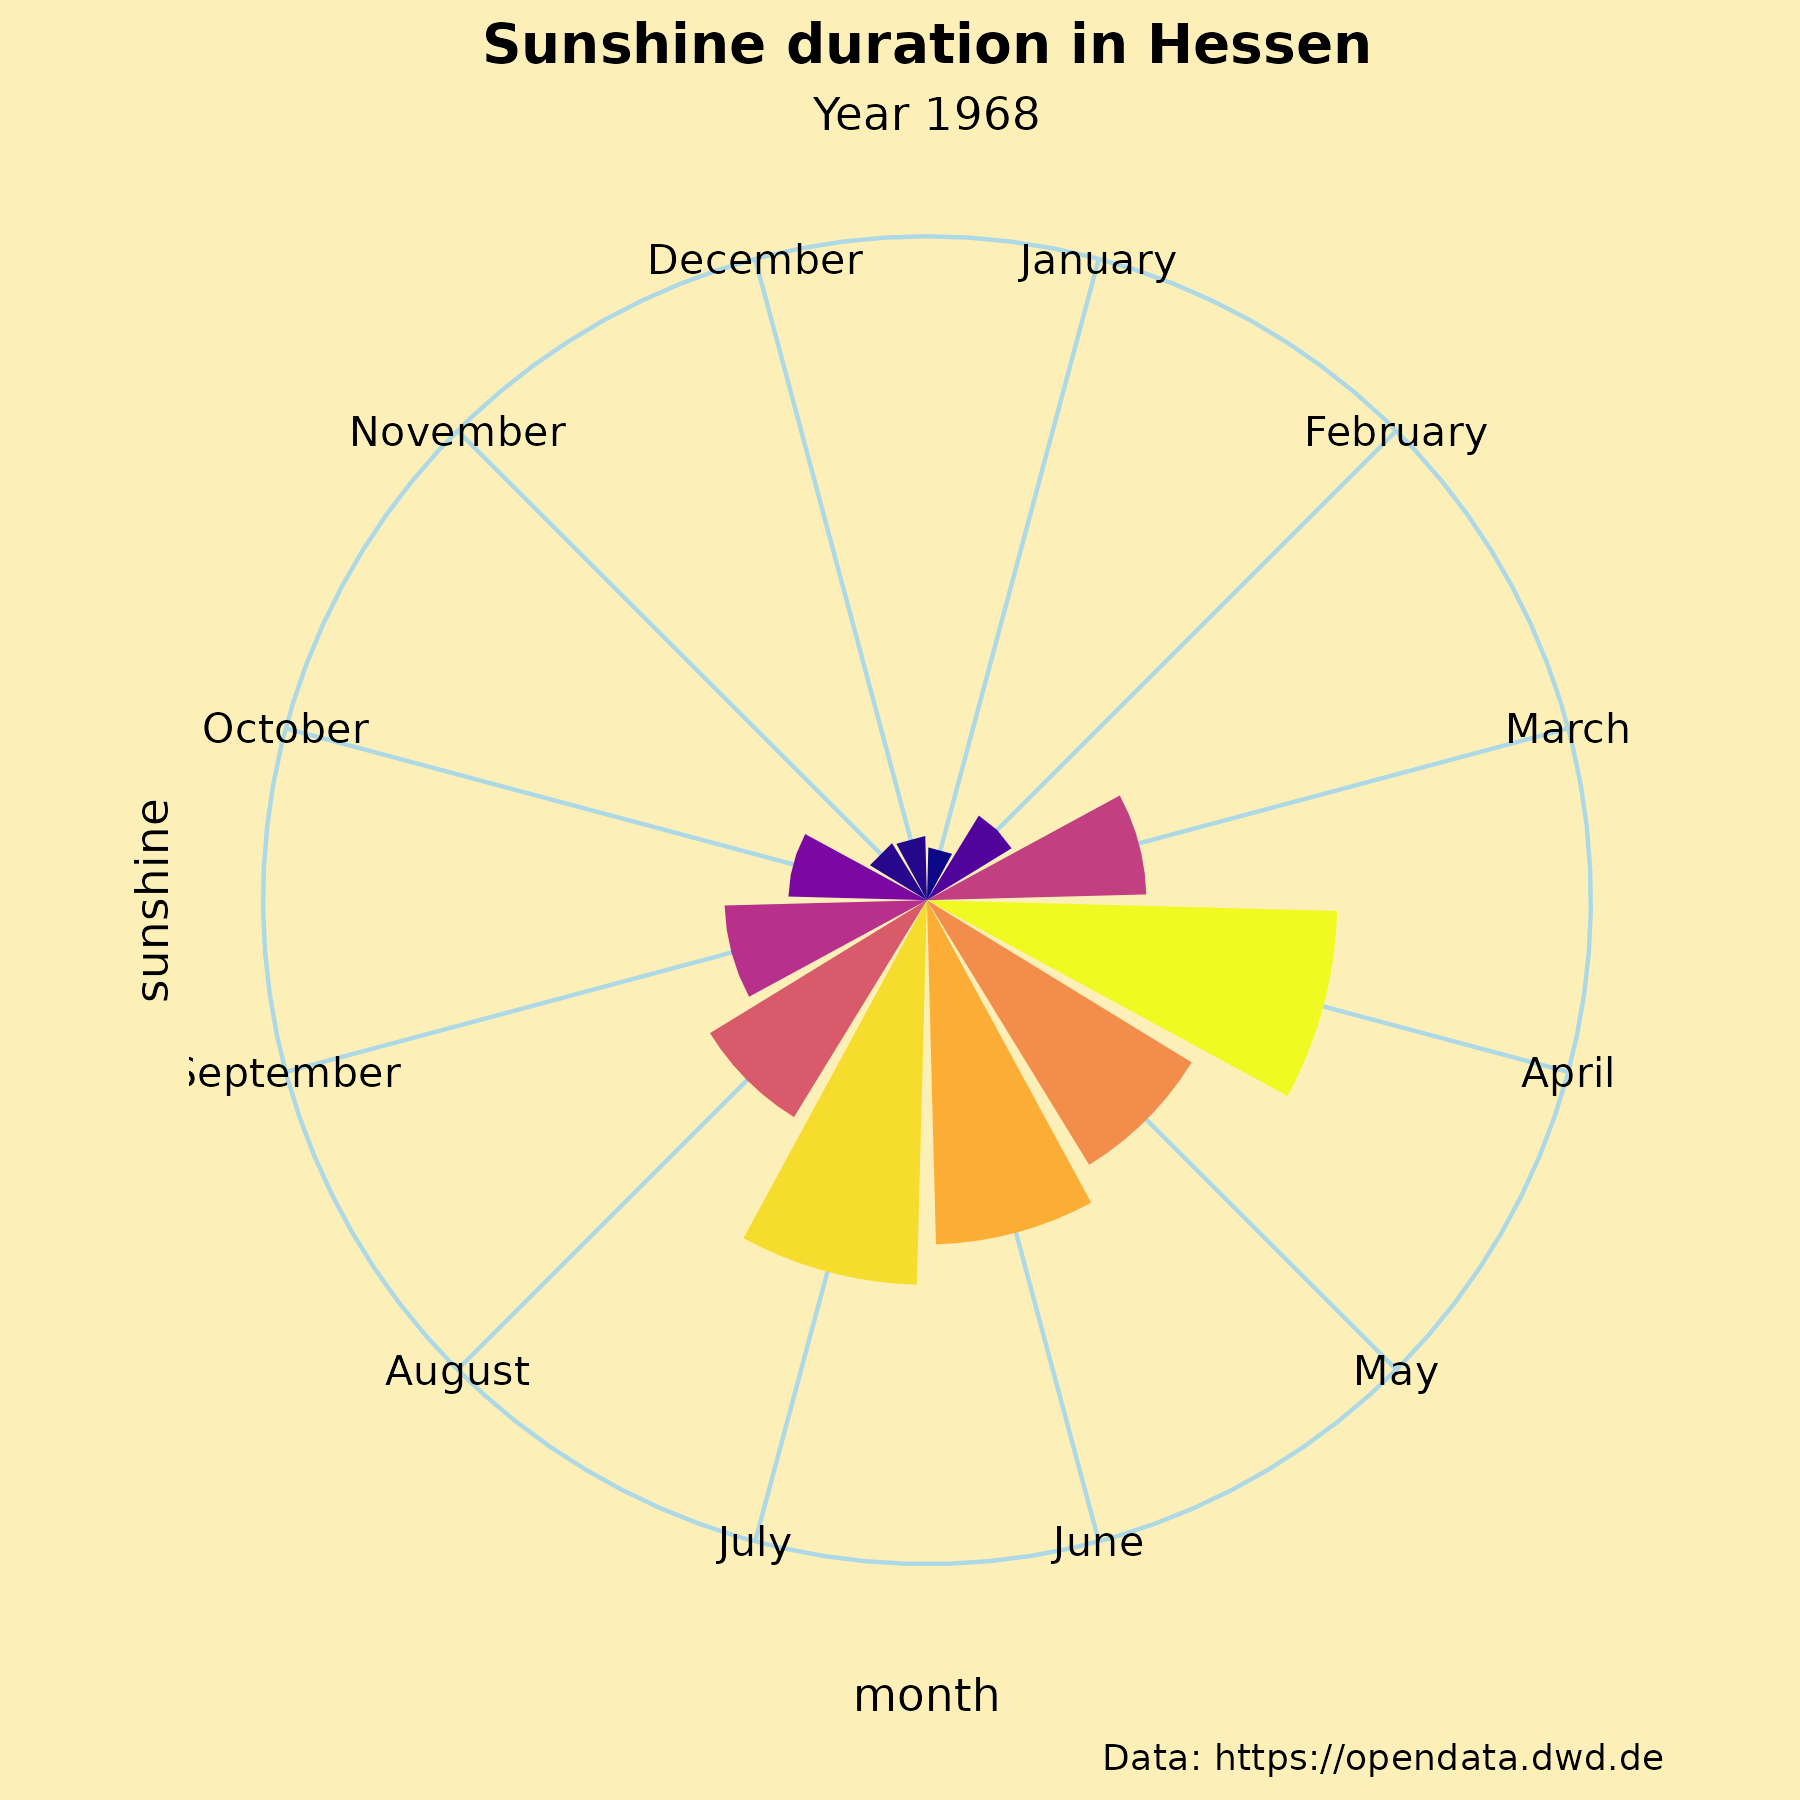 Sunshine duration in Hessen
Year 1968
December
January
November
February
October
March
sunshine
September
April
August
May
July
June
month
Data: https://opendata.dwd.de